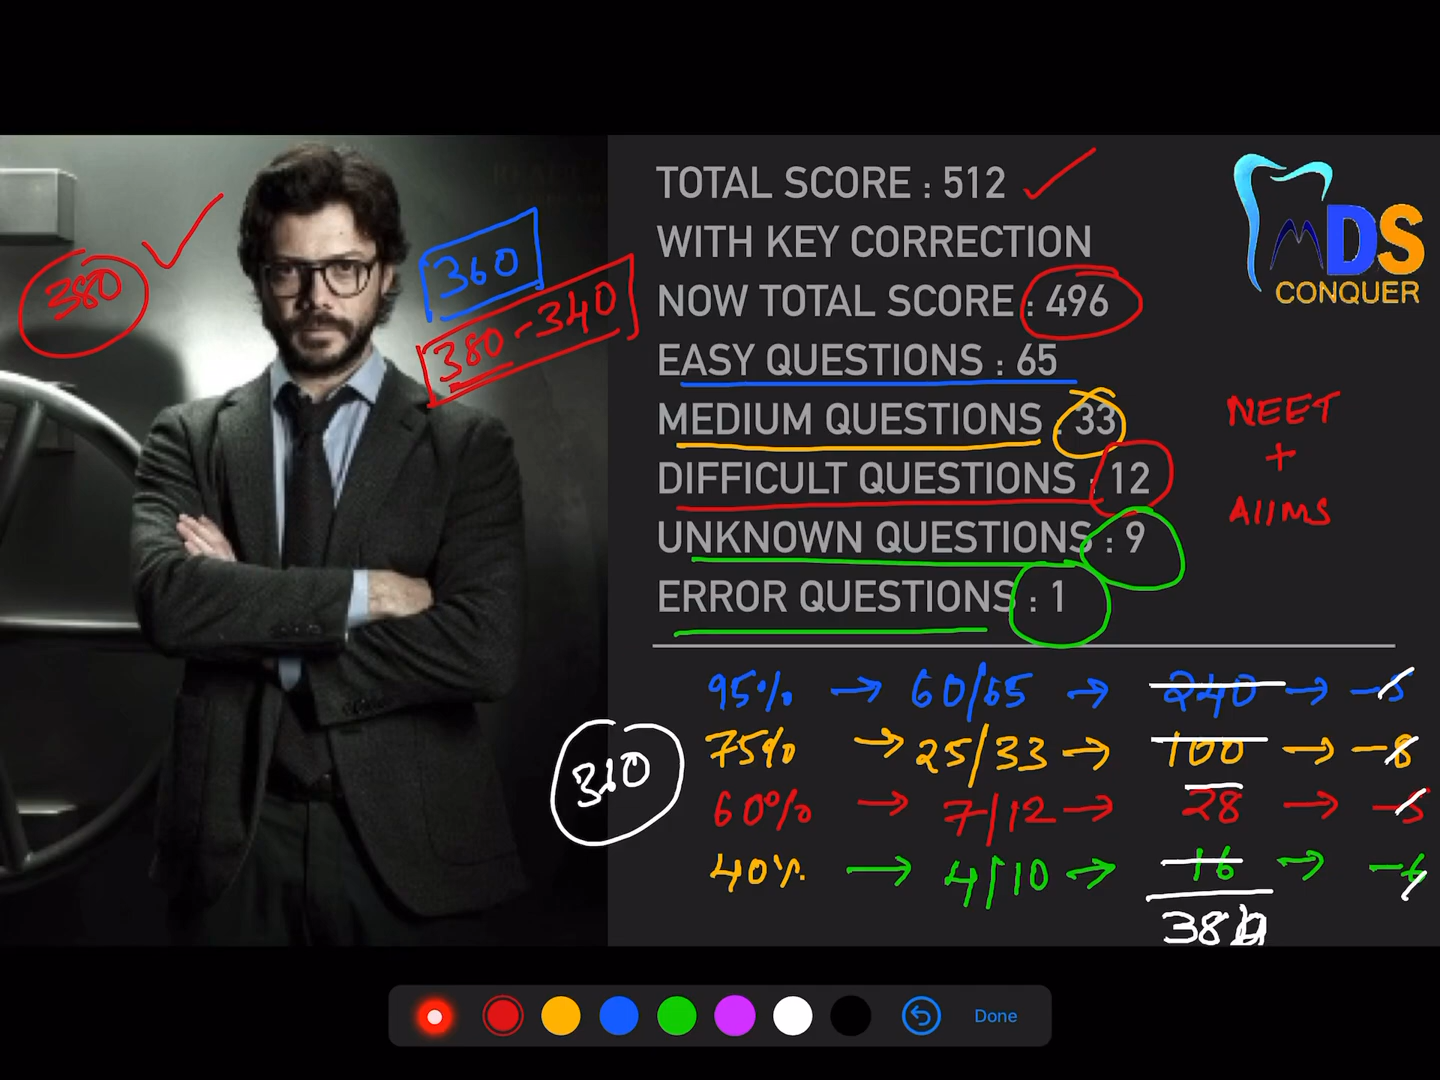 TOTAL SCORE : 512
WITH KEY CORRECTION
NOW TOTAL SCORE : 496
EASY QUESTIONS : 65
MEDIUM QUESTIONS : 33
DIFFICULT QUESTIONS : 12
UNKNOWN QUESTIONS : 9
ERROR QUESTIONS : 1
MDS
CONQUER
380
360
380-340
NEET
+
AIIMS
95% → 60/65 → 240 → -5
75% → 25/33 → 100 → -8
60% → 7/12 → 28 → -5
40% → 4/10 → 16 → -6
Done